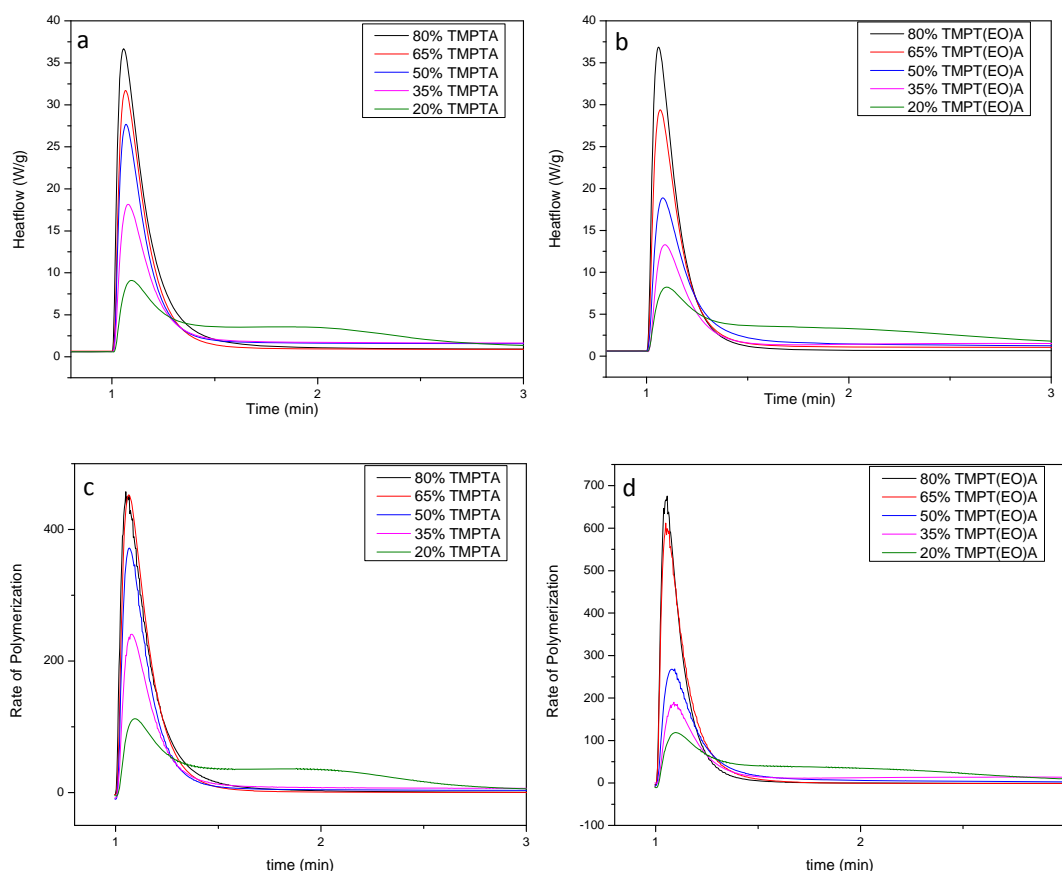 a
80% TMPTA
65% TMPTA
50% TMPTA
35% TMPTA
20% TMPTA
40
35
30
25
20
15
10
5
0
Heatflow (W/g)
1
2
3
Time (min)
b
80% TMPT(EO)A
65% TMPT(EO)A
50% TMPT(EO)A
35% TMPT(EO)A
20% TMPT(EO)A
40
35
30
25
20
15
10
5
0
Heatflow (W/g)
1
2
3
Time (min)
c
80% TMPTA
65% TMPTA
50% TMPTA
35% TMPTA
20% TMPTA
400
200
0
Rate of Polymerization
1
2
3
time (min)
d
80% TMPT(EO)A
65% TMPT(EO)A
50% TMPT(EO)A
35% TMPT(EO)A
20% TMPT(EO)A
700
600
500
400
300
200
100
0
-100
Rate of Polymerization
1
2
time (min)